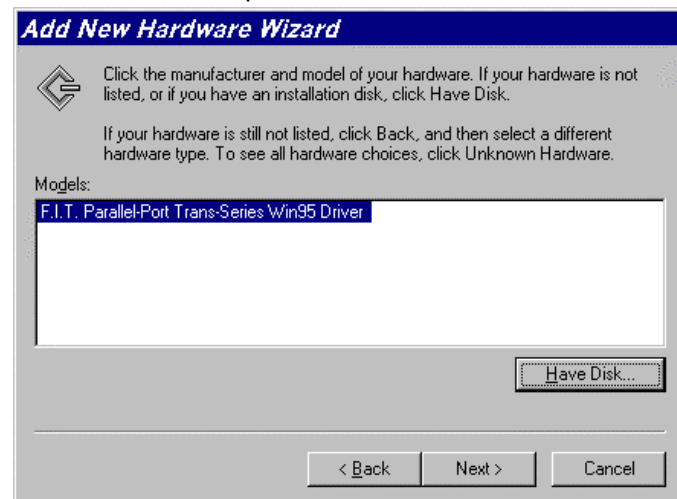 Add New Hardware Wizard
Click the manufacturer and model of your hardware. If your hardware is not
listed, or if you have an installation disk, click Have Disk.
If your hardware is still not listed, click Back, and then select a different
hardware type. To see all hardware choices, click Unknown Hardware.
Models:
F.I.T. Parallel-Port Trans-Series Win95 Driver
Have Disk...
< Back
Next >
Cancel